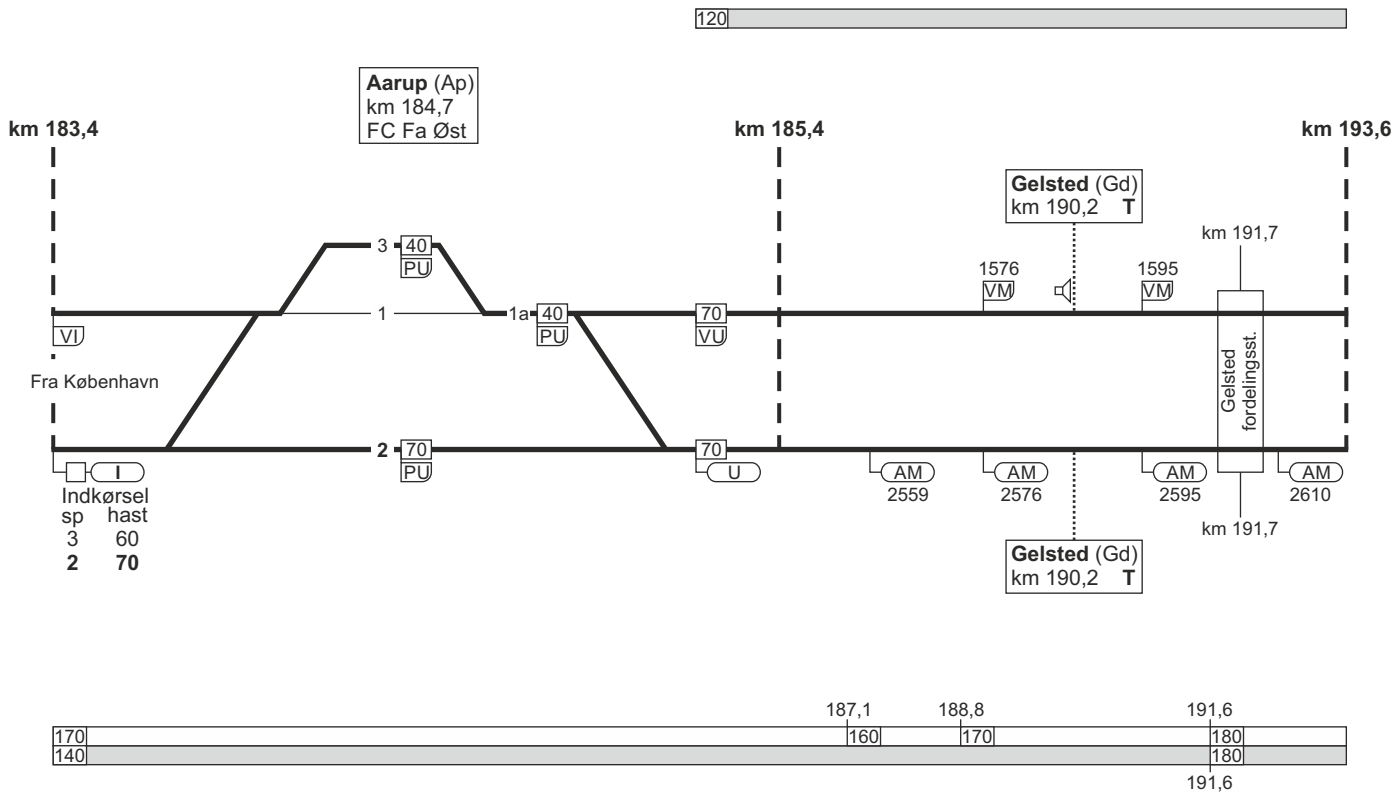 120
Aarup (Ap)
km 184,7
FC Fa Øst
km 183,4
km 185,4
km 193,6
Gelsted (Gd)
km 190,2 T
km 191,7
3 40
PU
1576
VM
1595
VM
1
1a 40
PU
70
VU
VI
Fra København
Gelsted
fordelingsst.
2 70
PU
70
U
I
Indkørsel
sp hast
3 60
2 70
AM
2559
AM
2576
AM
2595
AM
2610
km 191,7
Gelsted (Gd)
km 190,2 T
187,1 188,8 191,6
170 160 170 180
140 180
191,6